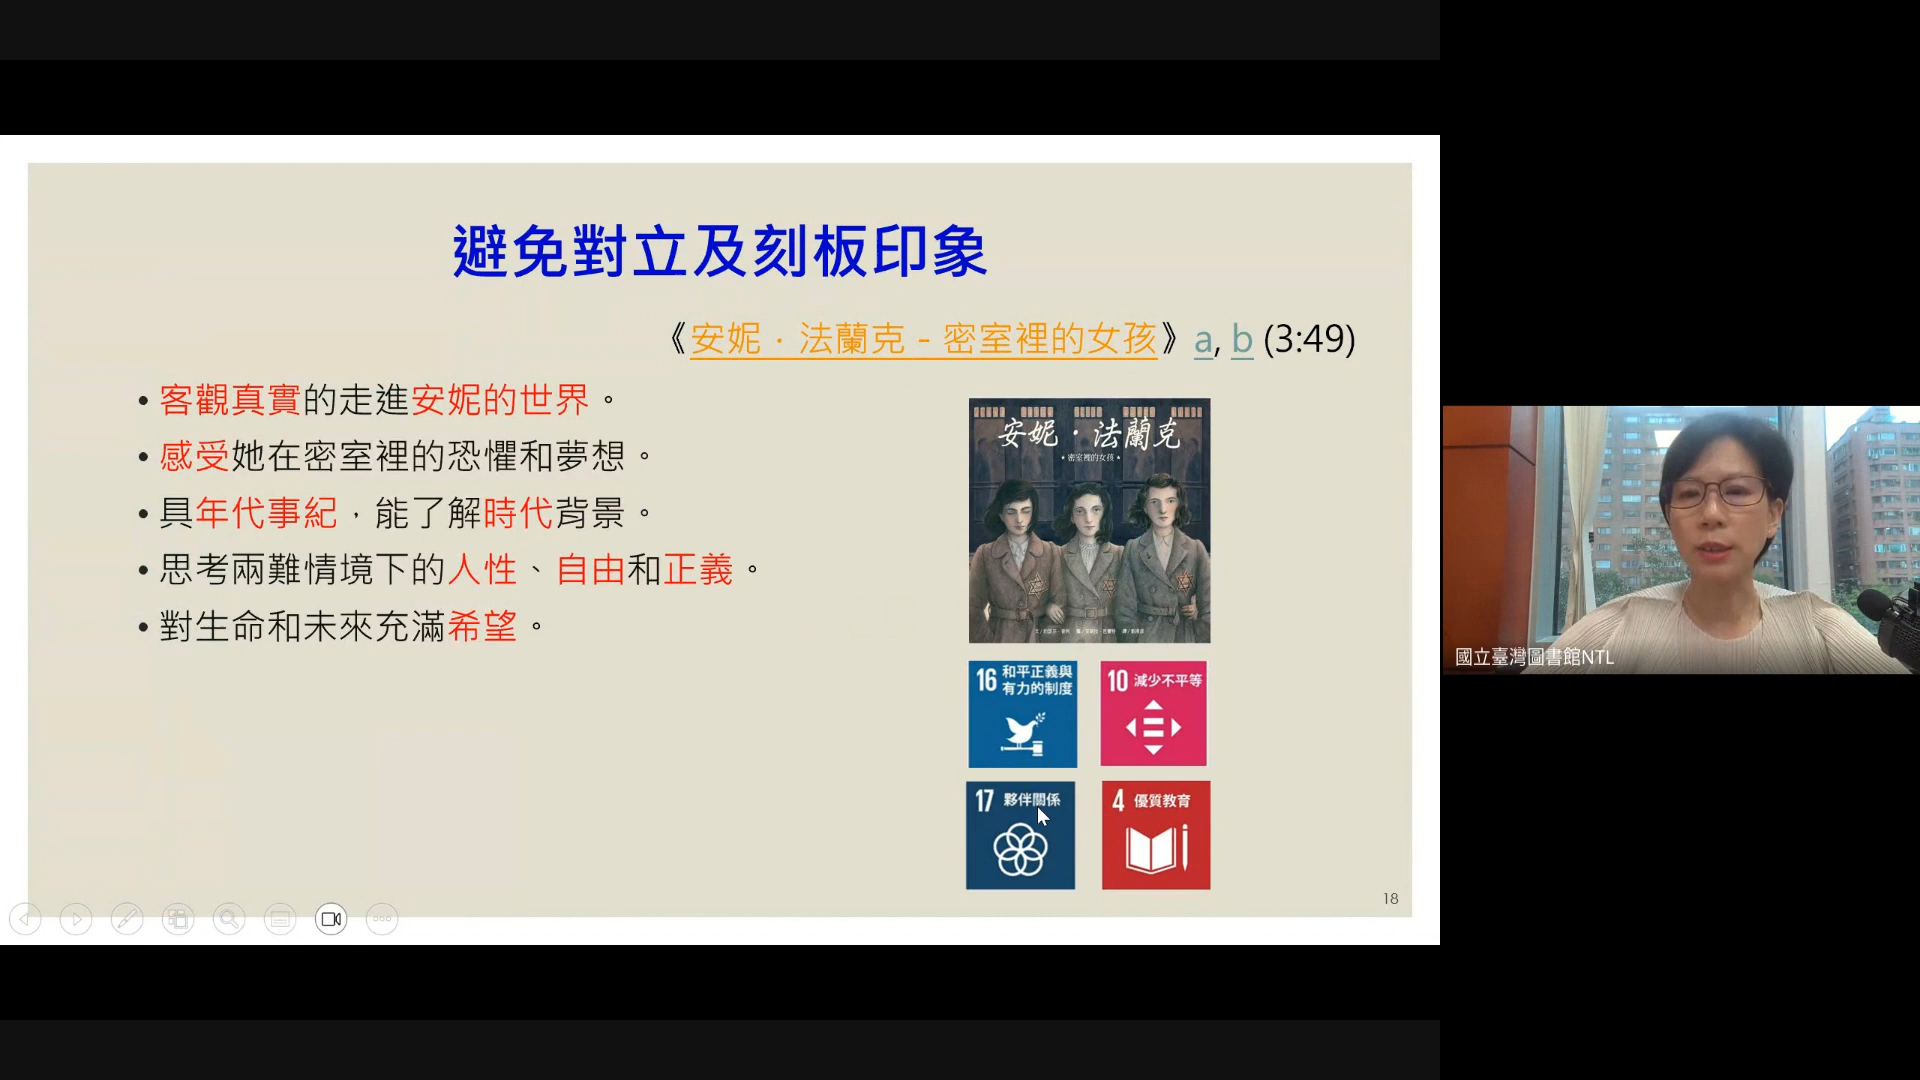 避免對立及刻板印象
《安妮．法蘭克 - 密室裡的女孩》 a, b (3:49)
• 客觀真實的走進安妮的世界。
• 感受她在密室裡的恐懼和夢想。
• 具年代事紀，能了解時代背景。
• 思考兩難情境下的人性、自由和正義。
• 對生命和未來充滿希望。
安妮．法蘭克
• 密室裡的女孩 •
16 和平正義與
有力的制度
10 減少不平等
17 夥伴關係
4 優質教育
18
國立臺灣圖書館NTL